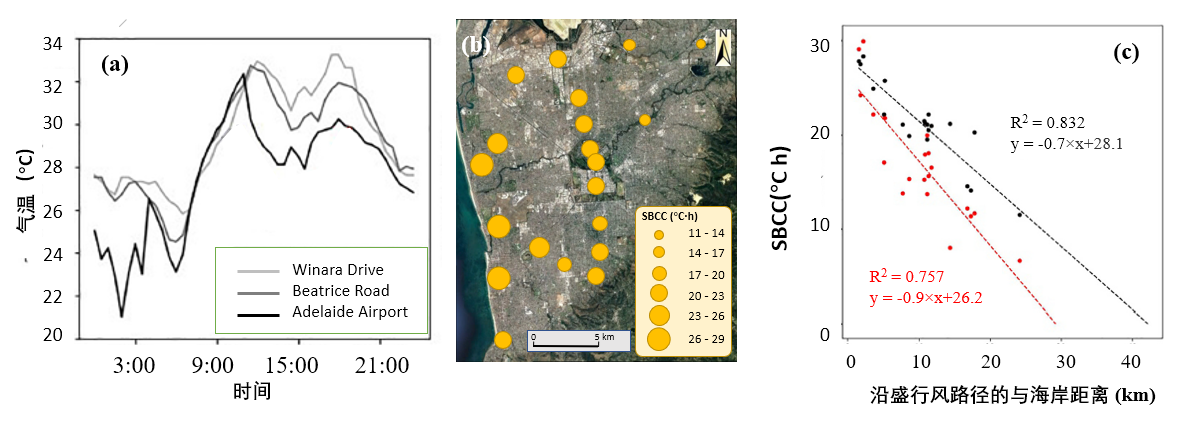 (a)
34
32
30
28
26
24
22
20
气温 (°C)
Winara Drive
Beatrice Road
Adelaide Airport
3:00 9:00 15:00 21:00
时间
(b)
N
SBCC (°C·h)
11 - 14
14 - 17
17 - 20
20 - 23
23 - 26
26 - 29
0 5 km
(c)
30
20
10
0
SBCC(°C h)
R² = 0.832
y = -0.7×x+28.1
R² = 0.757
y = -0.9×x+26.2
0 10 20 30 40
沿盛行风路径的与海岸距离 (km)